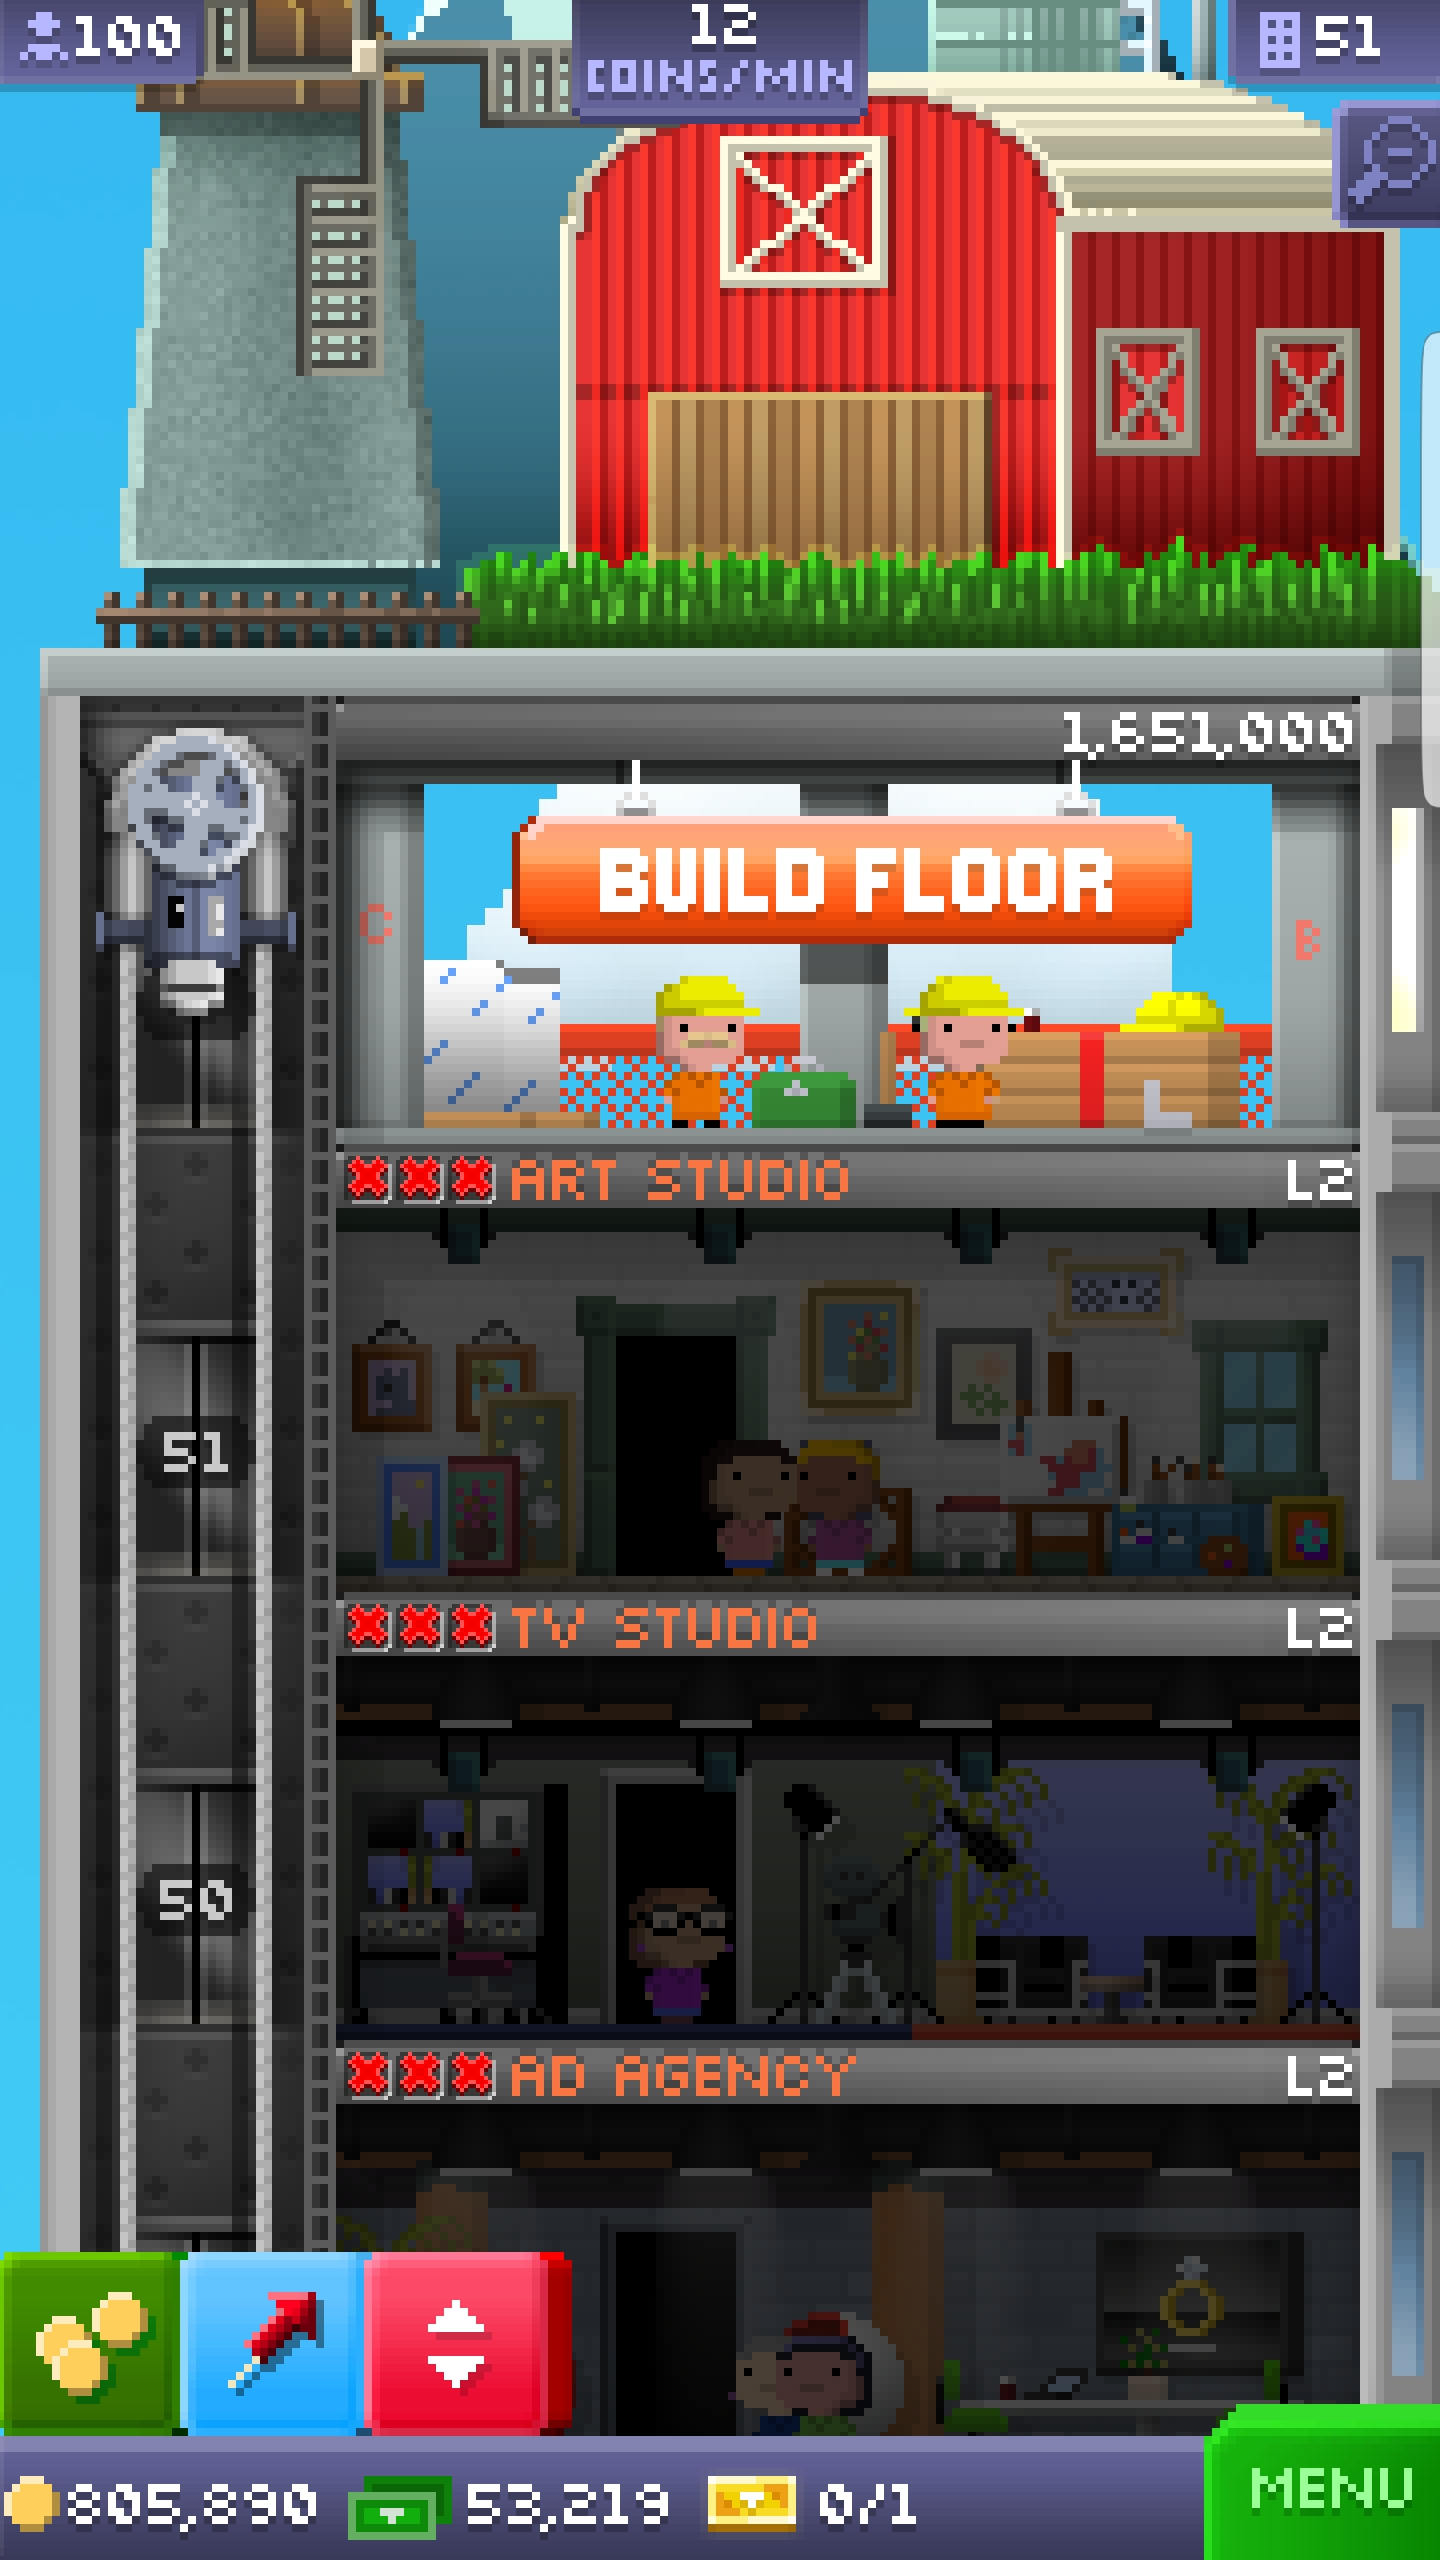 100
12
COINS/MIN
51
1,651,000
BUILD FLOOR
C
B
ART STUDIO
L2
51
TV STUDIO
L2
50
AD AGENCY
L2
805,890
53,219
0/1
MENU